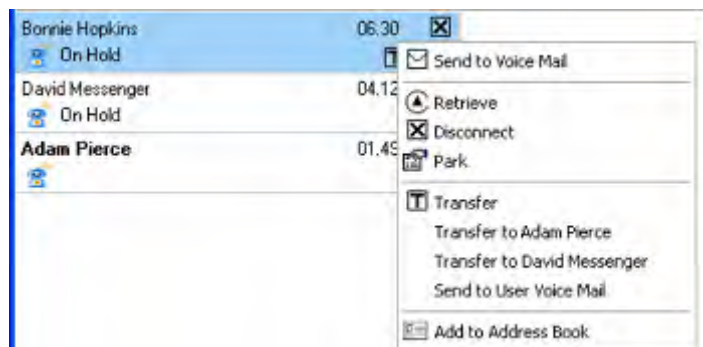 Bonnie Hopkins 06.30
On Hold
David Messenger 04.12
On Hold
Adam Pierce 01.49
Send to Voice Mail
Retrieve
Disconnect
Park
T Transfer
Transfer to Adam Pierce
Transfer to David Messenger
Send to User Voice Mail
Add to Address Book